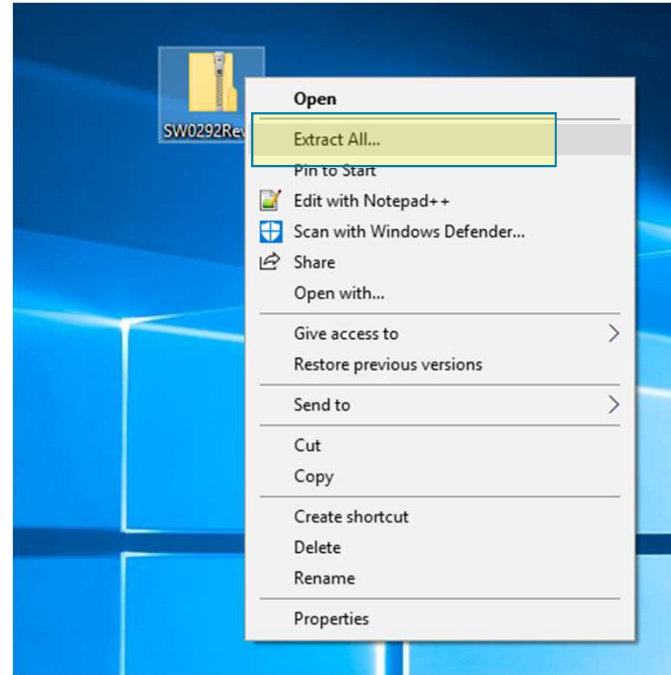 SW0292Rev
Open
Extract All...
Pin to Start
Edit with Notepad++
Scan with Windows Defender...
Share
Open with...
Give access to
Restore previous versions
Send to
Cut
Copy
Create shortcut
Delete
Rename
Properties